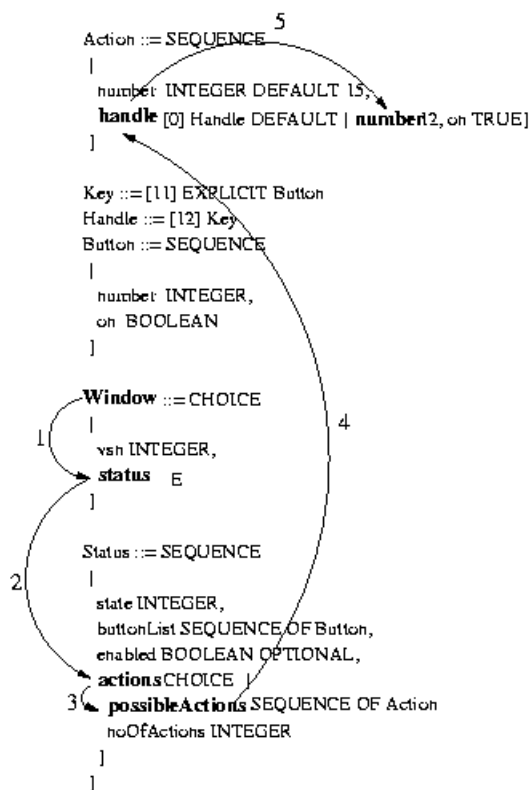 5
Action ::= SEQUENCE
|
number INTEGER DEFAULT 15,
handle [0] Handle DEFAULT | number12, on TRUE]
]
Key ::= [11] EXPLICIT Button
Handle ::= [12] Key
Button ::= SEQUENCE
|
number INTEGER,
on BOOLEAN
]
Window ::= CHOICE
|
1
4
vsn INTEGER,
status E
]
Status ::= SEQUENCE
|
2
state INTEGER,
buttonList SEQUENCE OF Button,
enabled BOOLEAN OPTIONAL,
actions CHOICE |
3
possibleActions SEQUENCE OF Action
noOfActions INTEGER
]
]